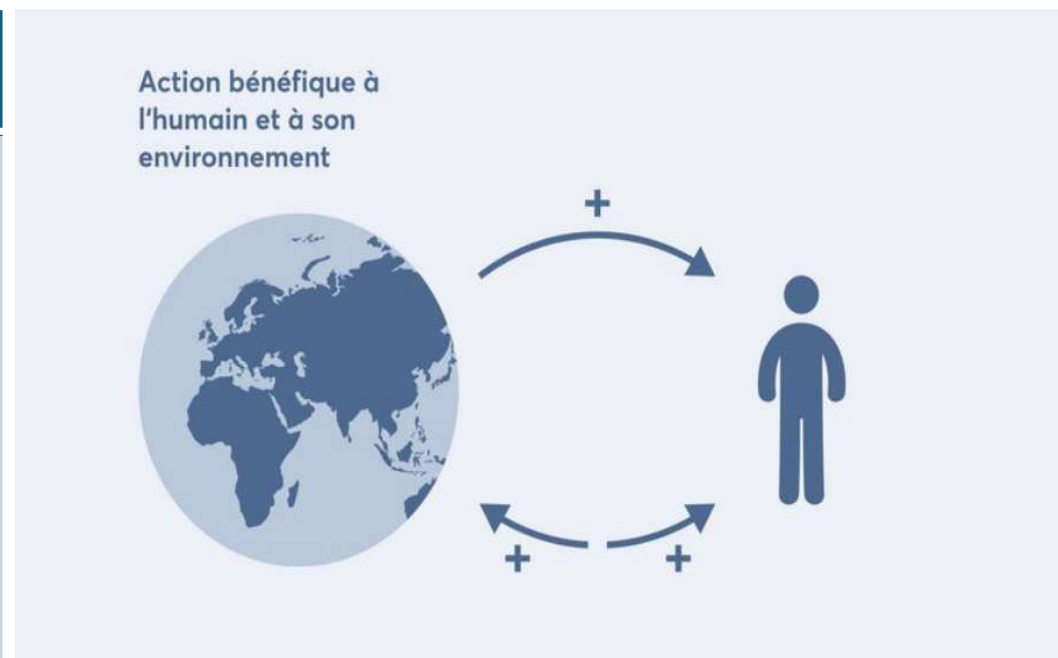 Action bénéfique à
l'humain et à son
environnement
+
+ +